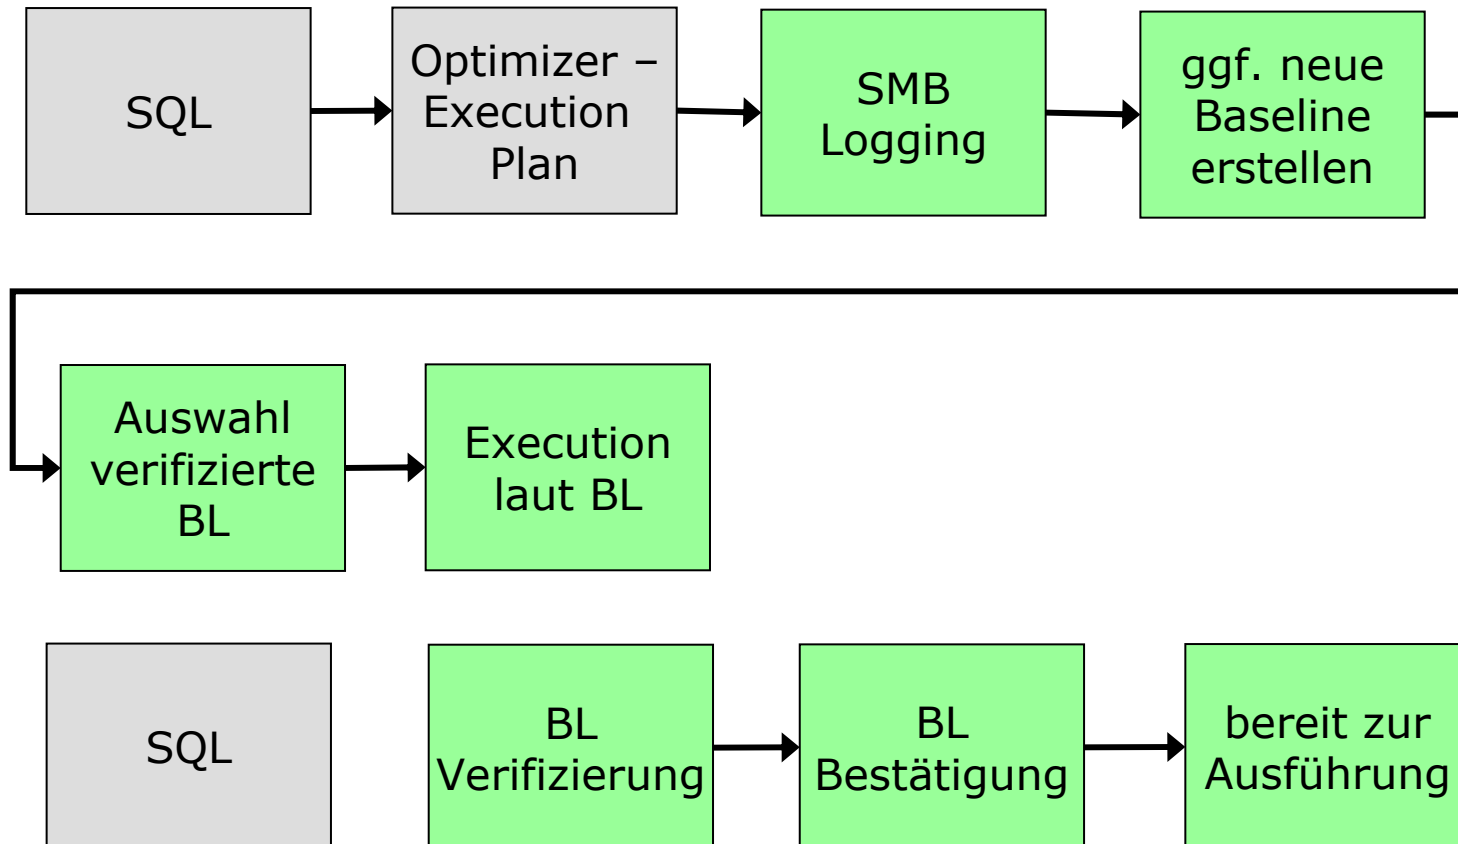 SQL
Optimizer –
Execution
Plan
SMB
Logging
ggf. neue
Baseline
erstellen
Auswahl
verifizierte
BL
Execution
laut BL
SQL
BL
Verifizierung
BL
Bestätigung
bereit zur
Ausführung